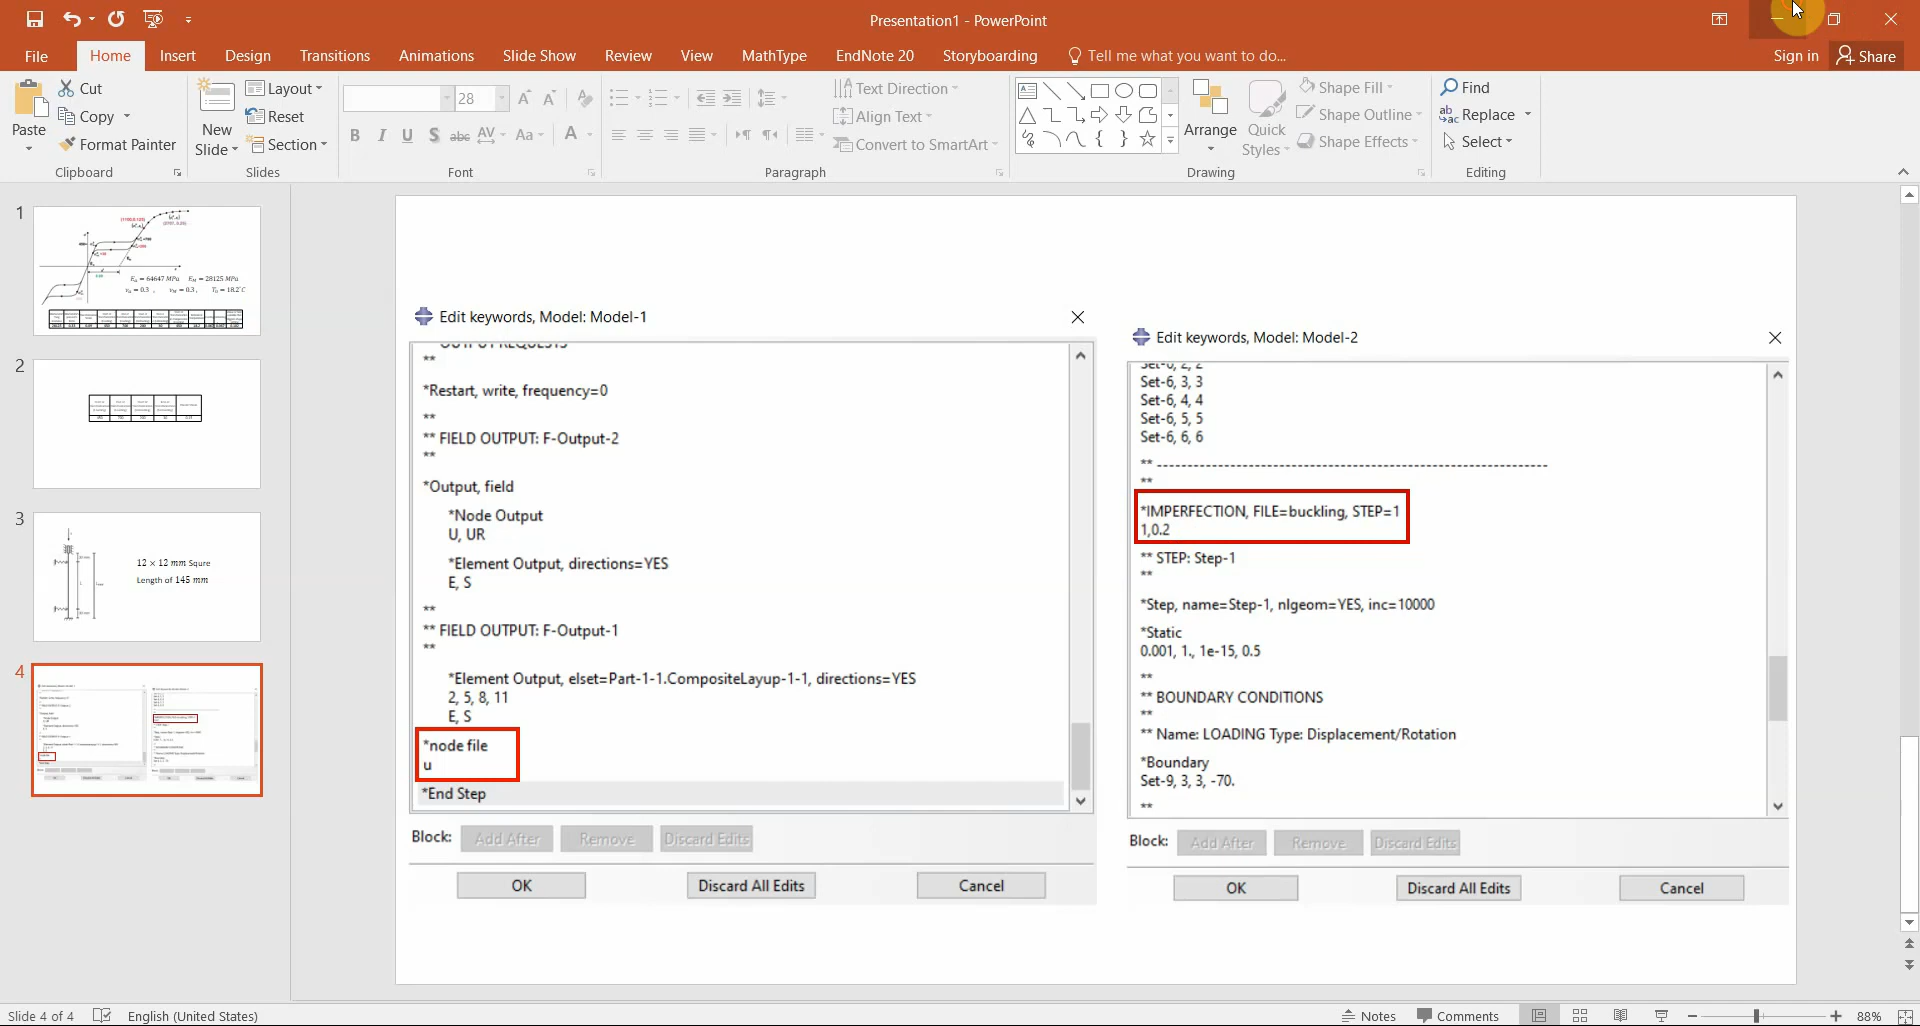 Presentation1 - PowerPoint
File
Home
Insert
Design
Transitions
Animations
Slide Show
Review
View
MathType
EndNote 20
Storyboarding
Tell me what you want to do...
Sign in
Share
Paste
Cut
Copy
Format Painter
Clipboard
New Slide
Layout
Reset
Section
Slides
28
Font
Text Direction
Align Text
Convert to SmartArt
Paragraph
Arrange
Quick Styles
Shape Fill
Shape Outline
Shape Effects
Drawing
Find
Replace
Select
Editing
1
2
3
12 × 12 mm Squre
Length of 145 mm
4
Edit keywords, Model: Model-1
OUTPUT REQUESTS
**
*Restart, write, frequency=0
**
** FIELD OUTPUT: F-Output-2
**
*Output, field
*Node Output
U, UR
*Element Output, directions=YES
E, S
**
** FIELD OUTPUT: F-Output-1
**
*Element Output, elset=Part-1-1.CompositeLayup-1-1, directions=YES
2, 5, 8, 11
E, S
*node file
u
*End Step
Block:
Add After
Remove
Discard Edits
OK
Discard All Edits
Cancel
Edit keywords, Model: Model-2
Set-6, 2, 2
Set-6, 3, 3
Set-6, 4, 4
Set-6, 5, 5
Set-6, 6, 6
** ----------------------------------------------------------------
**
*IMPERFECTION, FILE=buckling, STEP=1
1,0.2
** STEP: Step-1
**
*Step, name=Step-1, nlgeom=YES, inc=10000
*Static
0.001, 1., 1e-15, 0.5
**
** BOUNDARY CONDITIONS
**
** Name: LOADING Type: Displacement/Rotation
*Boundary
Set-9, 3, 3, -70.
**
Block:
Add After
Remove
Discard Edits
OK
Discard All Edits
Cancel
Slide 4 of 4
English (United States)
Notes
Comments
88%